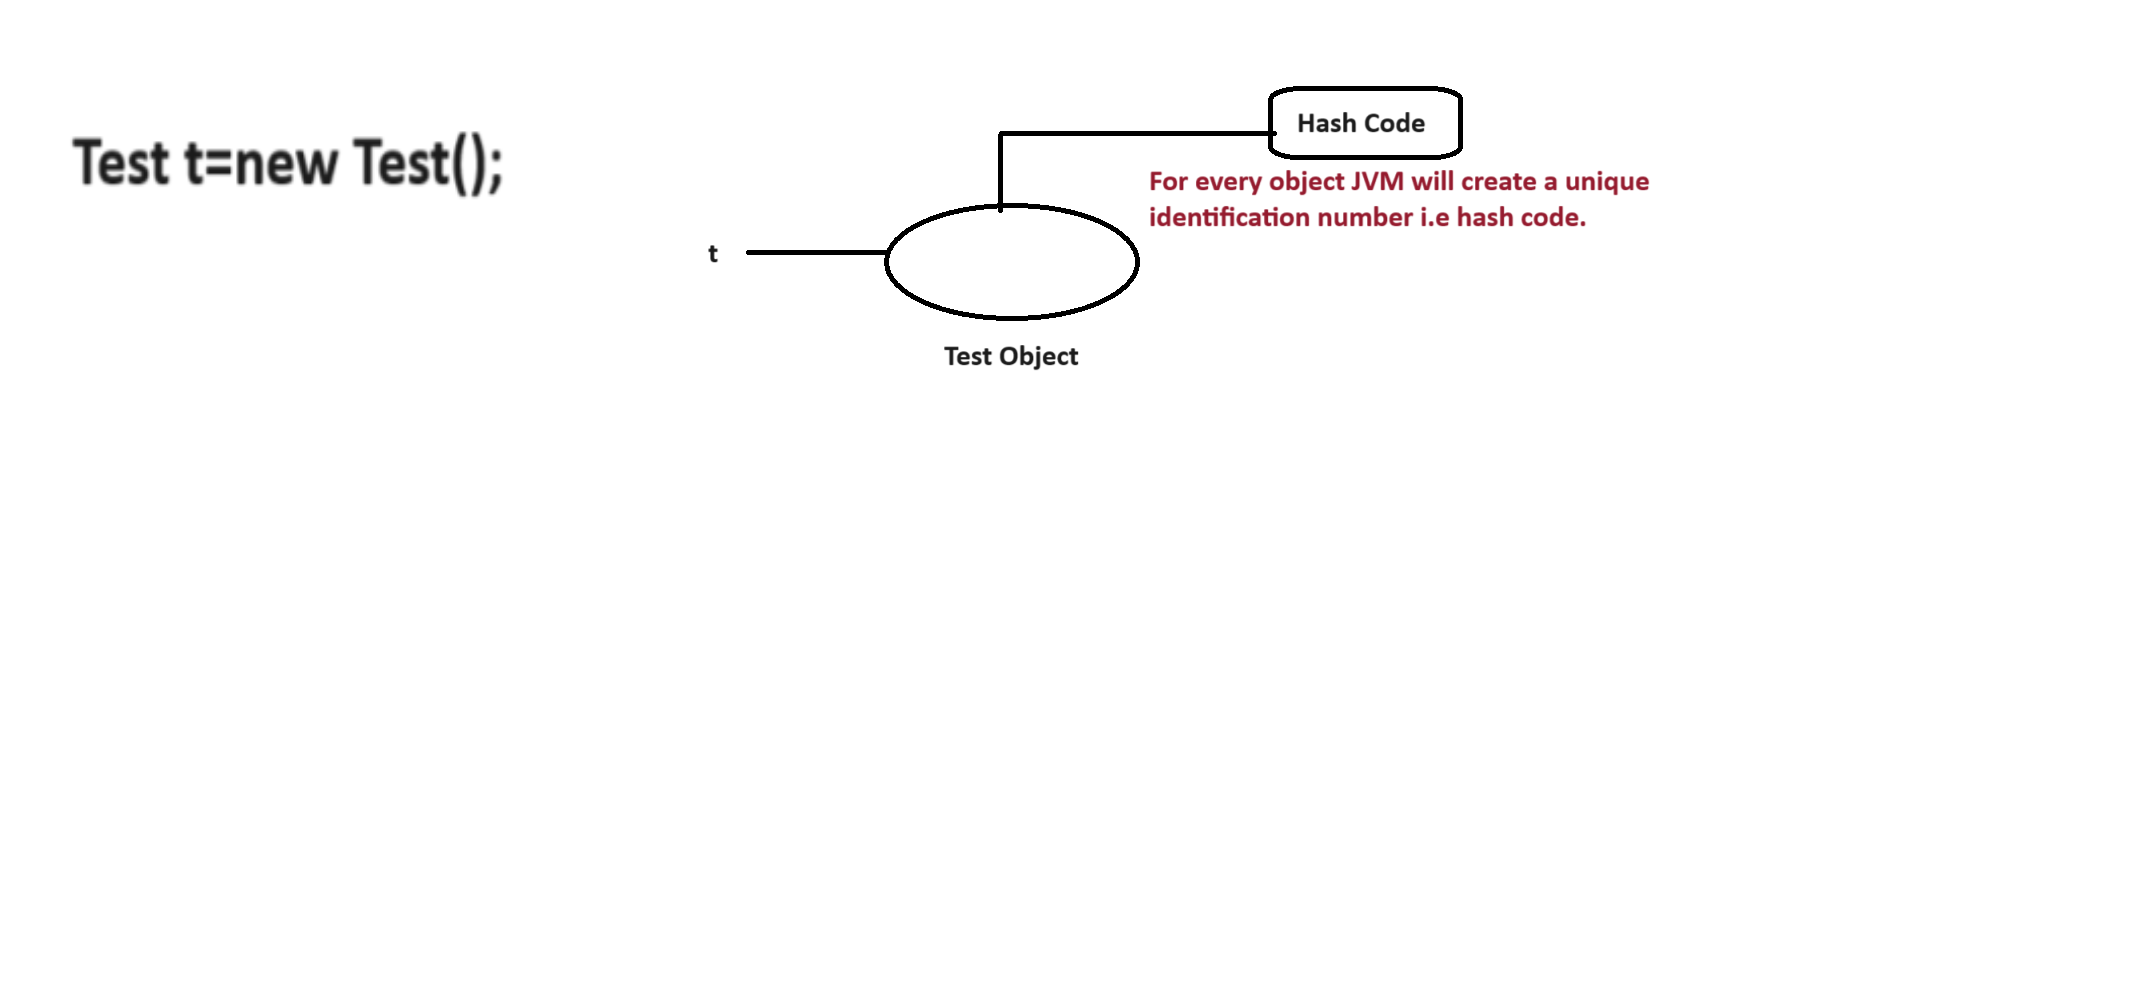 Test t=new Test();
Hash Code
For every object JVM will create a unique
identification number i.e hash code.
t
Test Object